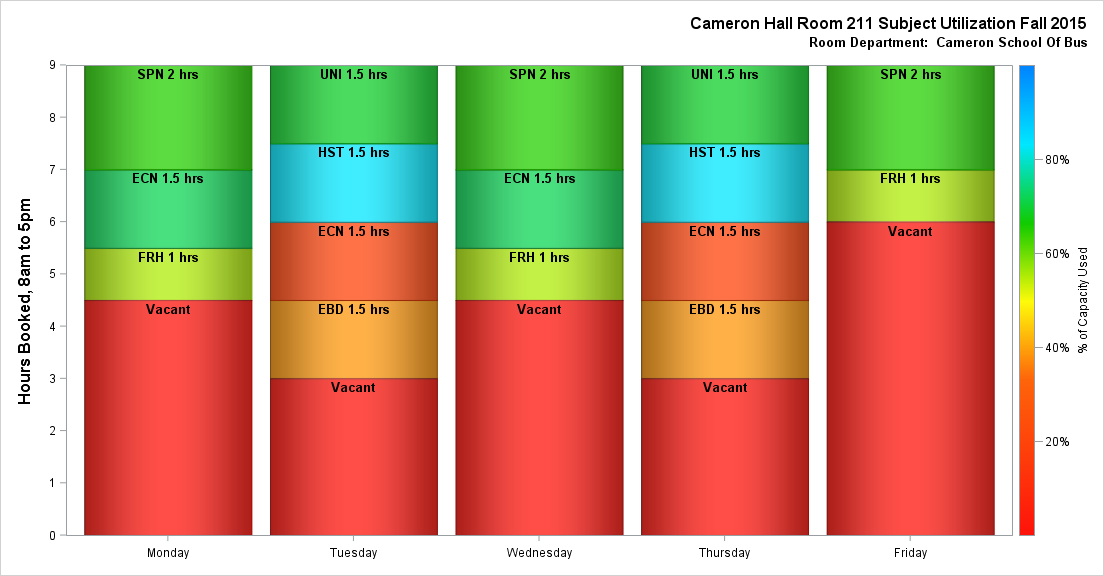 Cameron Hall Room 211 Subject Utilization Fall 2015
Room Department:  Cameron School Of Bus
Hours Booked, 8am to 5pm
9
8
7
6
5
4
3
2
1
0
SPN 2 hrs
ECN 1.5 hrs
FRH 1 hrs
Vacant
UNI 1.5 hrs
HST 1.5 hrs
ECN 1.5 hrs
EBD 1.5 hrs
Vacant
SPN 2 hrs
ECN 1.5 hrs
FRH 1 hrs
Vacant
UNI 1.5 hrs
HST 1.5 hrs
ECN 1.5 hrs
EBD 1.5 hrs
Vacant
SPN 2 hrs
FRH 1 hrs
Vacant
Monday
Tuesday
Wednesday
Thursday
Friday
80%
60%
40%
20%
% of Capacity Used